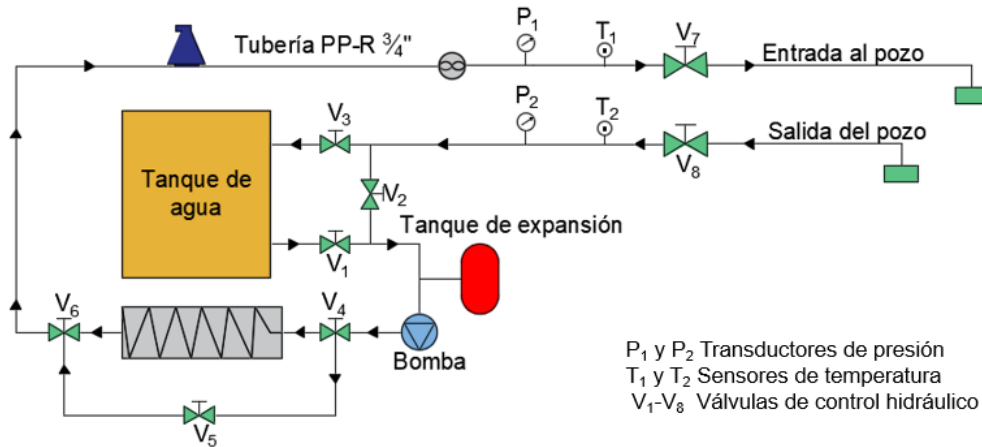 P₁
T₁
V₇
Tubería PP-R ¾"
Entrada al pozo
P₂
T₂
V₃
Salida del pozo
V₈
Tanque de
agua
V₂
Tanque de expansión
V₁
V₆
V₄
Bomba
V₅
P₁ y P₂ Transductores de presión
T₁ y T₂ Sensores de temperatura
V₁-V₈ Válvulas de control hidráulico